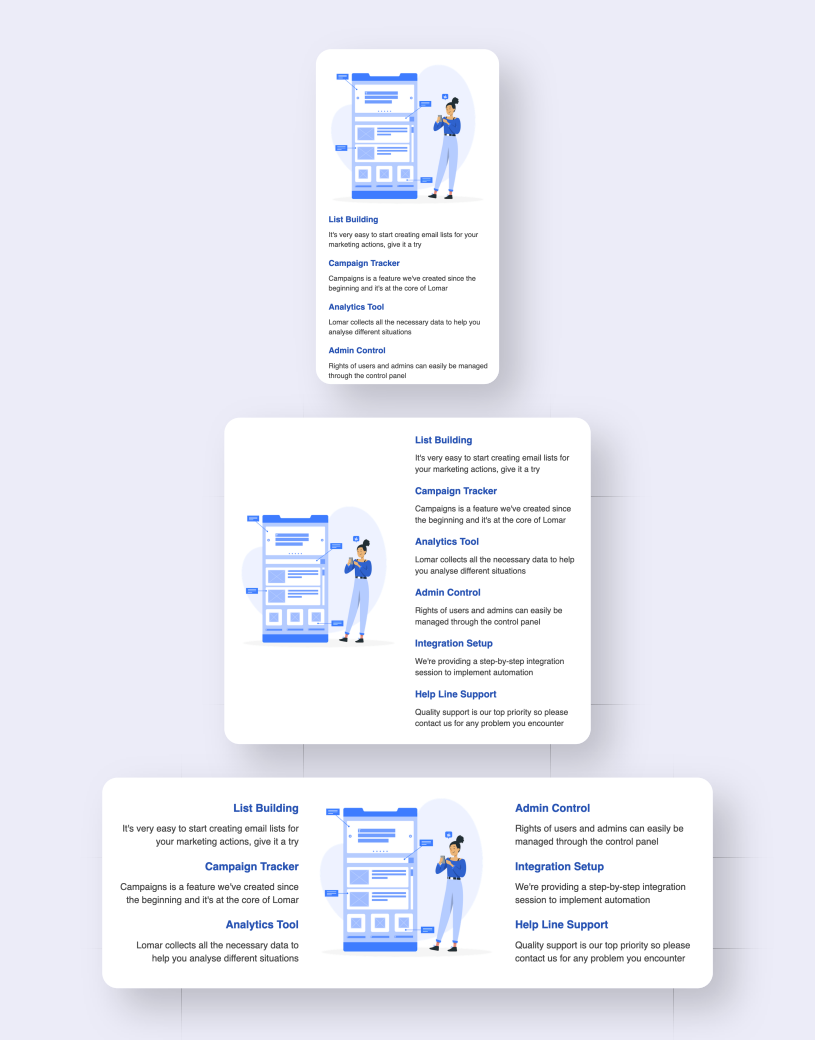 List Building
It's very easy to start creating email lists for your
marketing actions, give it a try
Campaign Tracker
Campaigns is a feature we've created since the
beginning and it's at the core of Lomar
Analytics Tool
Lomar collects all the necessary data to help you
analyse different situations
Admin Control
Rights of users and admins can easily be managed
through the control panel
List Building
It's very easy to start creating email lists for
your marketing actions, give it a try
Campaign Tracker
Campaigns is a feature we've created since
the beginning and it's at the core of Lomar
Analytics Tool
Lomar collects all the necessary data to help
you analyse different situations
Admin Control
Rights of users and admins can easily be
managed through the control panel
Integration Setup
We're providing a step-by-step integration
session to implement automation
Help Line Support
Quality support is our top priority so please
contact us for any problem you encounter
List Building
It's very easy to start creating email lists for
your marketing actions, give it a try
Campaign Tracker
Campaigns is a feature we've created since
the beginning and it's at the core of Lomar
Analytics Tool
Lomar collects all the necessary data to
help you analyse different situations
Admin Control
Rights of users and admins can easily be
managed through the control panel
Integration Setup
We're providing a step-by-step integration
session to implement automation
Help Line Support
Quality support is our top priority so please
contact us for any problem you encounter